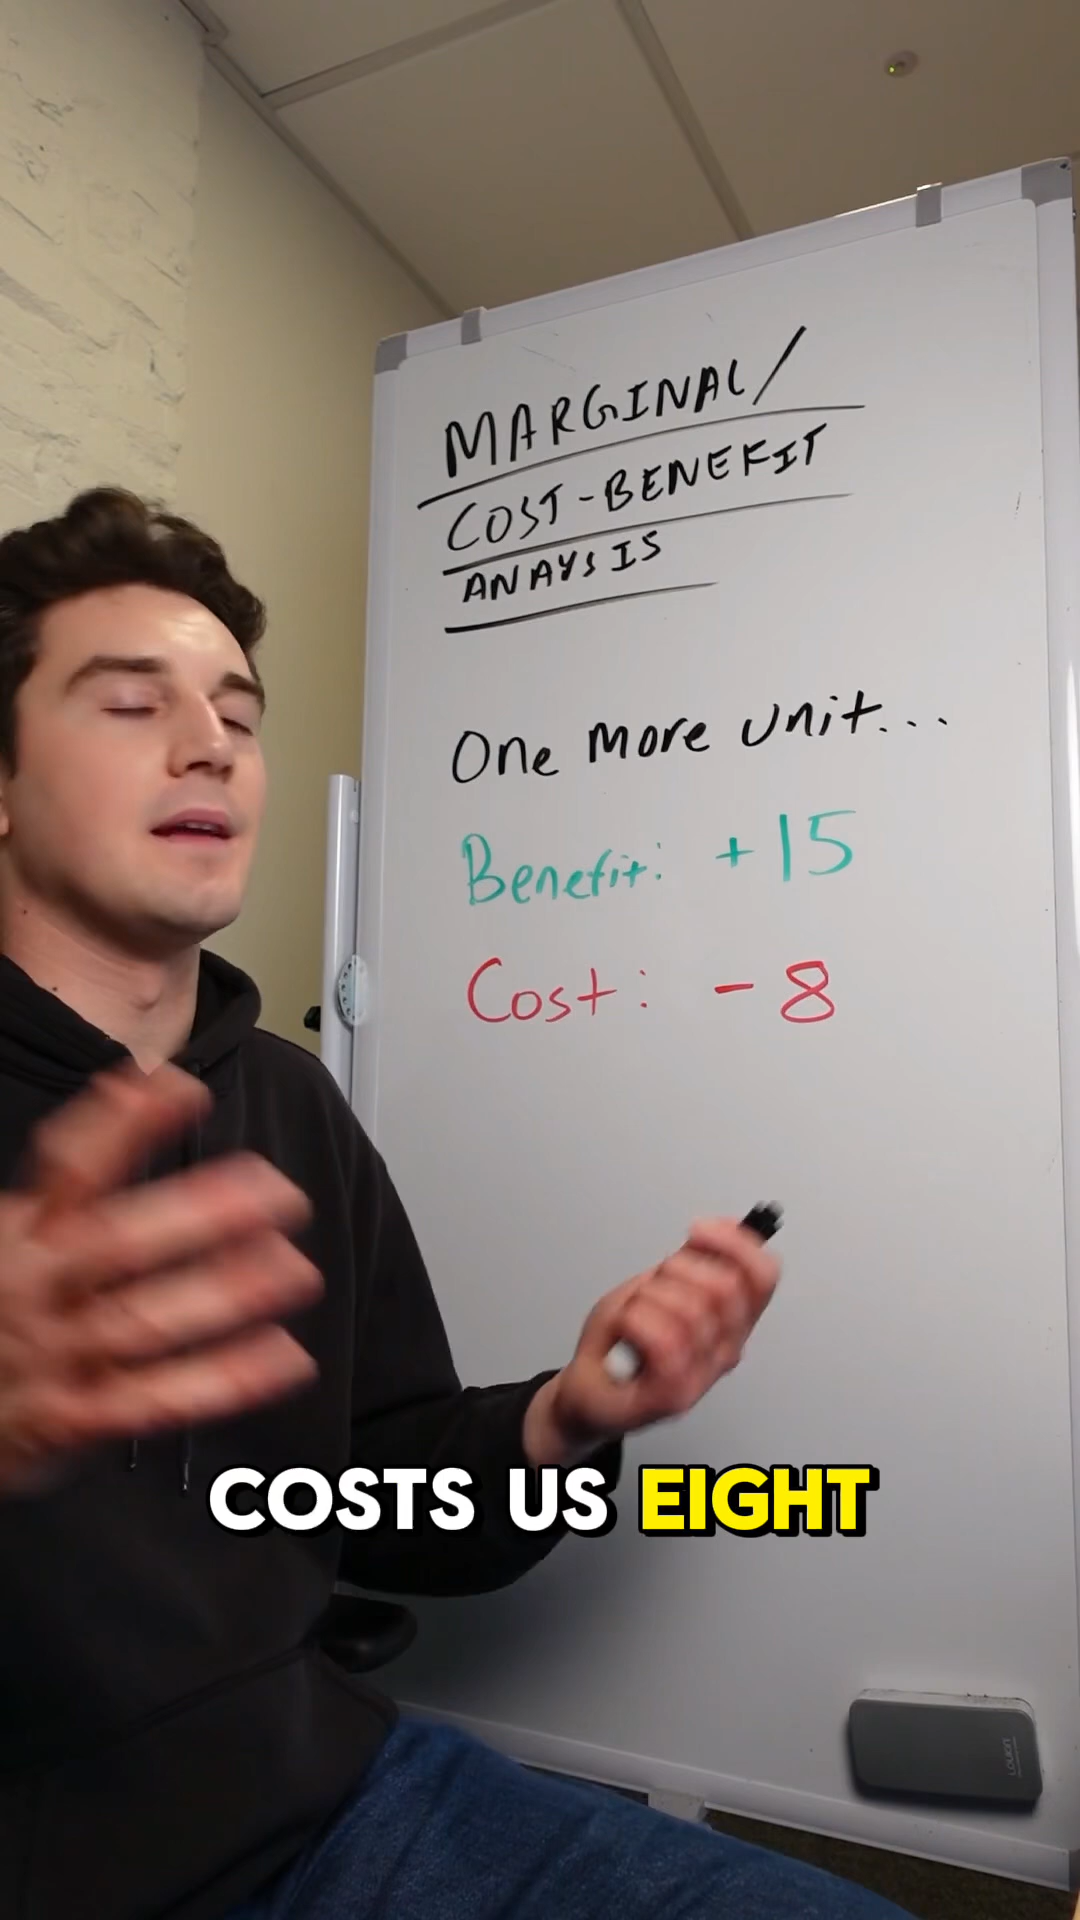 MARGINAL/
COST-BENEFIT
ANAYSIS
One more unit...
Benefit: +15
Cost: -8
COSTS US EIGHT